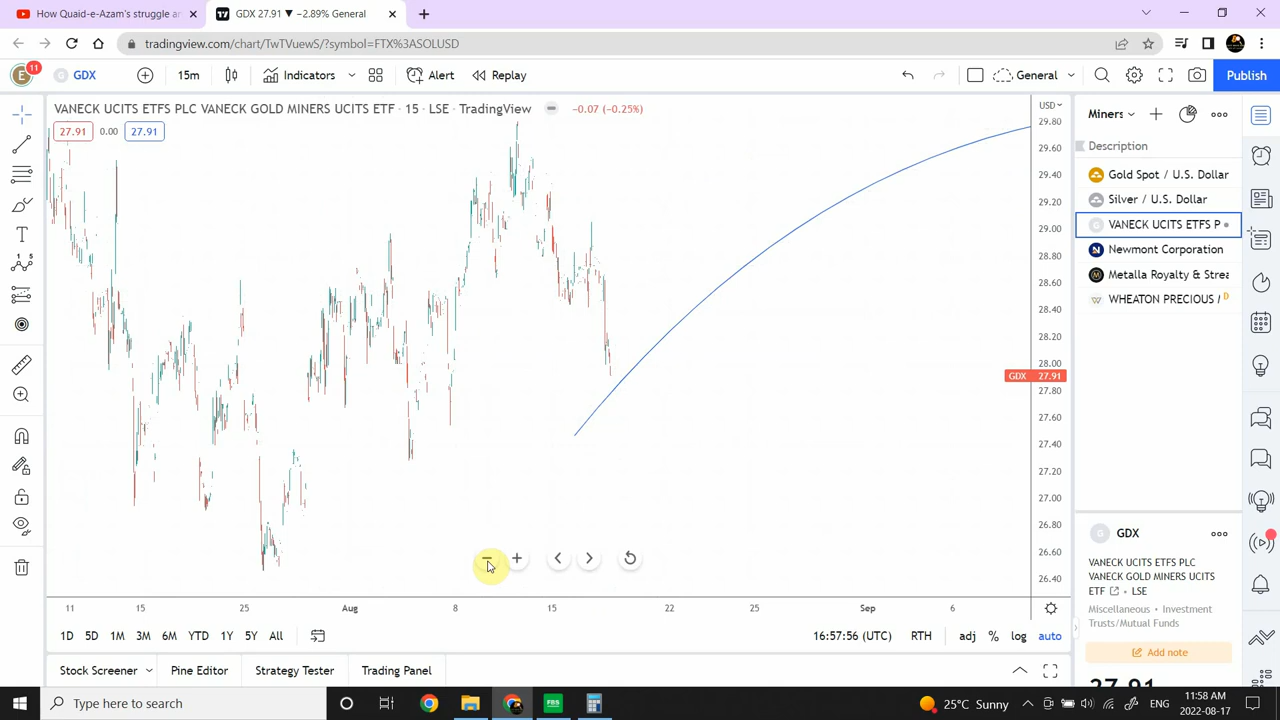 How Quaid-e-Azam's struggle an
GDX 27.91 ▼ −2.89% General
tradingview.com/chart/TwTVuewS/?symbol=FTX%3ASOLUSD
E
11
G
GDX
15m
Indicators
Alert
Replay
General
Publish
VANECK UCITS ETFS PLC VANECK GOLD MINERS UCITS ETF · 15 · LSE · TradingView
−0.07 (−0.25%)
27.91
0.00
27.91
USD
29.80
29.60
29.40
29.20
29.00
28.80
28.60
28.40
28.20
28.00
GDX 27.91
27.80
27.60
27.40
27.20
27.00
26.80
26.60
26.40
Miners
Description
Gold Spot / U.S. Dollar
Silver / U.S. Dollar
G VANECK UCITS ETFS P
N Newmont Corporation
Metalla Royalty & Strea
WHEATON PRECIOUS D
G GDX
VANECK UCITS ETFS PLC
VANECK GOLD MINERS UCITS
ETF • LSE
Miscellaneous • Investment
Trusts/Mutual Funds
Add note
27.91
11 15 25 Aug 8 15 22 25 Sep 6
1D 5D 1M 3M 6M YTD 1Y 5Y All
16:57:56 (UTC) RTH adj % log auto
Stock Screener Pine Editor Strategy Tester Trading Panel
Type here to search
FBS
25°C Sunny
ENG
11:58 AM
2022-08-17